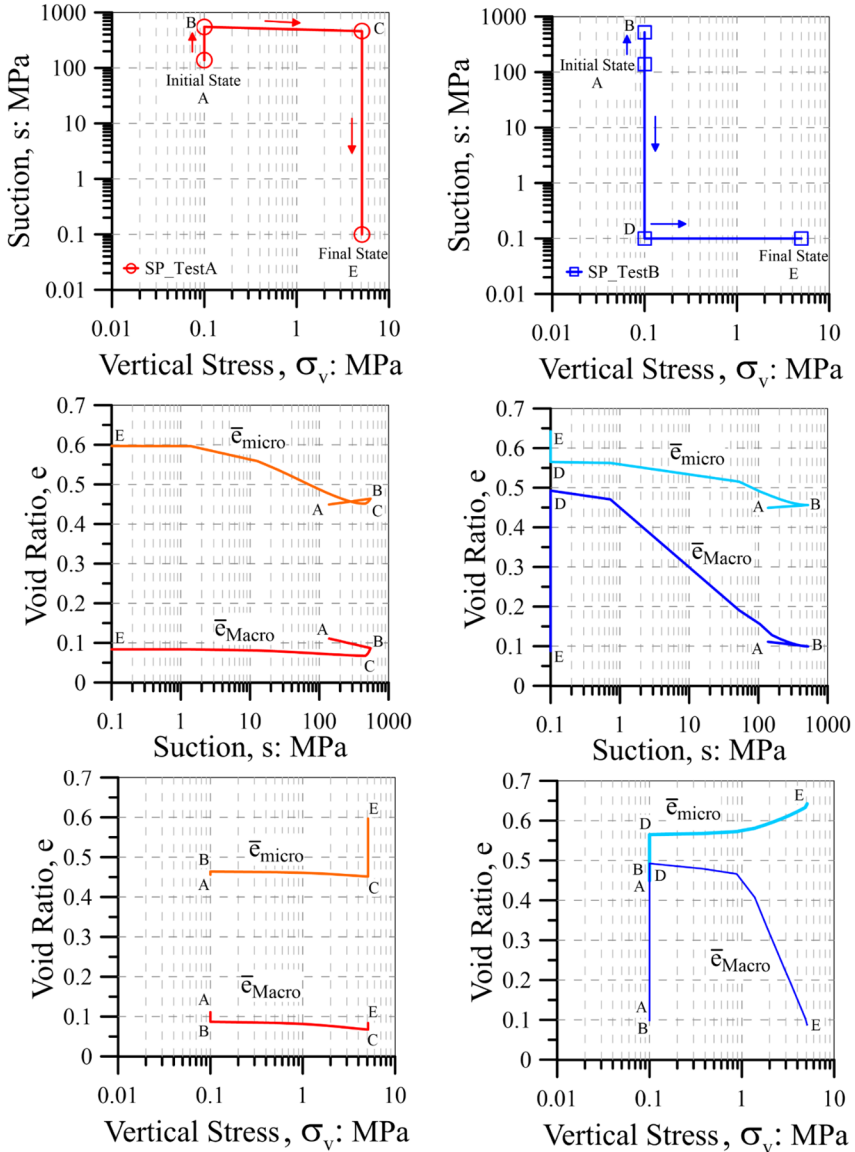 Suction, s: MPa
1000
100
10
1
0.1
0.01
B
C
Initial State
A
Final State
E
SP_TestA
0.01
0.1
1
10
Vertical Stress, σv: MPa
Suction, s: MPa
1000
100
10
1
0.1
0.01
B
Initial State
A
D
Final State
E
SP_TestB
0.01
0.1
1
10
Vertical Stress, σv: MPa
Void Ratio, e
0.7
0.6
0.5
0.4
0.3
0.2
0.1
0
E
e̅micro
B
A
C
e̅Macro
A
E
B
C
0.1
1
10
100
1000
Suction, s: MPa
Void Ratio, e
0.7
0.6
0.5
0.4
0.3
0.2
0.1
0
E
e̅micro
D
D
A
B
e̅Macro
E
A
B
0.1
1
10
100
1000
Suction, s: MPa
Void Ratio, e
0.7
0.6
0.5
0.4
0.3
0.2
0.1
0
E
B
e̅micro
A
C
e̅Macro
A
E
B
C
0.01
0.1
1
10
Vertical Stress, σv: MPa
Void Ratio, e
0.7
0.6
0.5
0.4
0.3
0.2
0.1
0
E
e̅micro
D
B
D
A
e̅Macro
A
B
E
0.01
0.1
1
10
Vertical Stress, σv: MPa